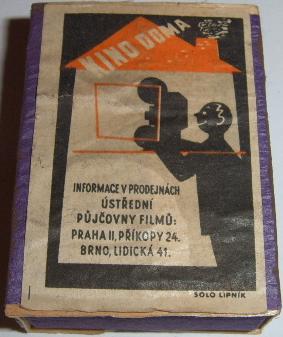 KINO DOMA
INFORMACE V PRODEJNÁCH
ÚSTŘEDNÍ
PŮJČOVNY FILMŮ:
PRAHA II, PŘÍKOPY 24.
BRNO, LIDICKÁ 41.
SOLO LIPNÍK